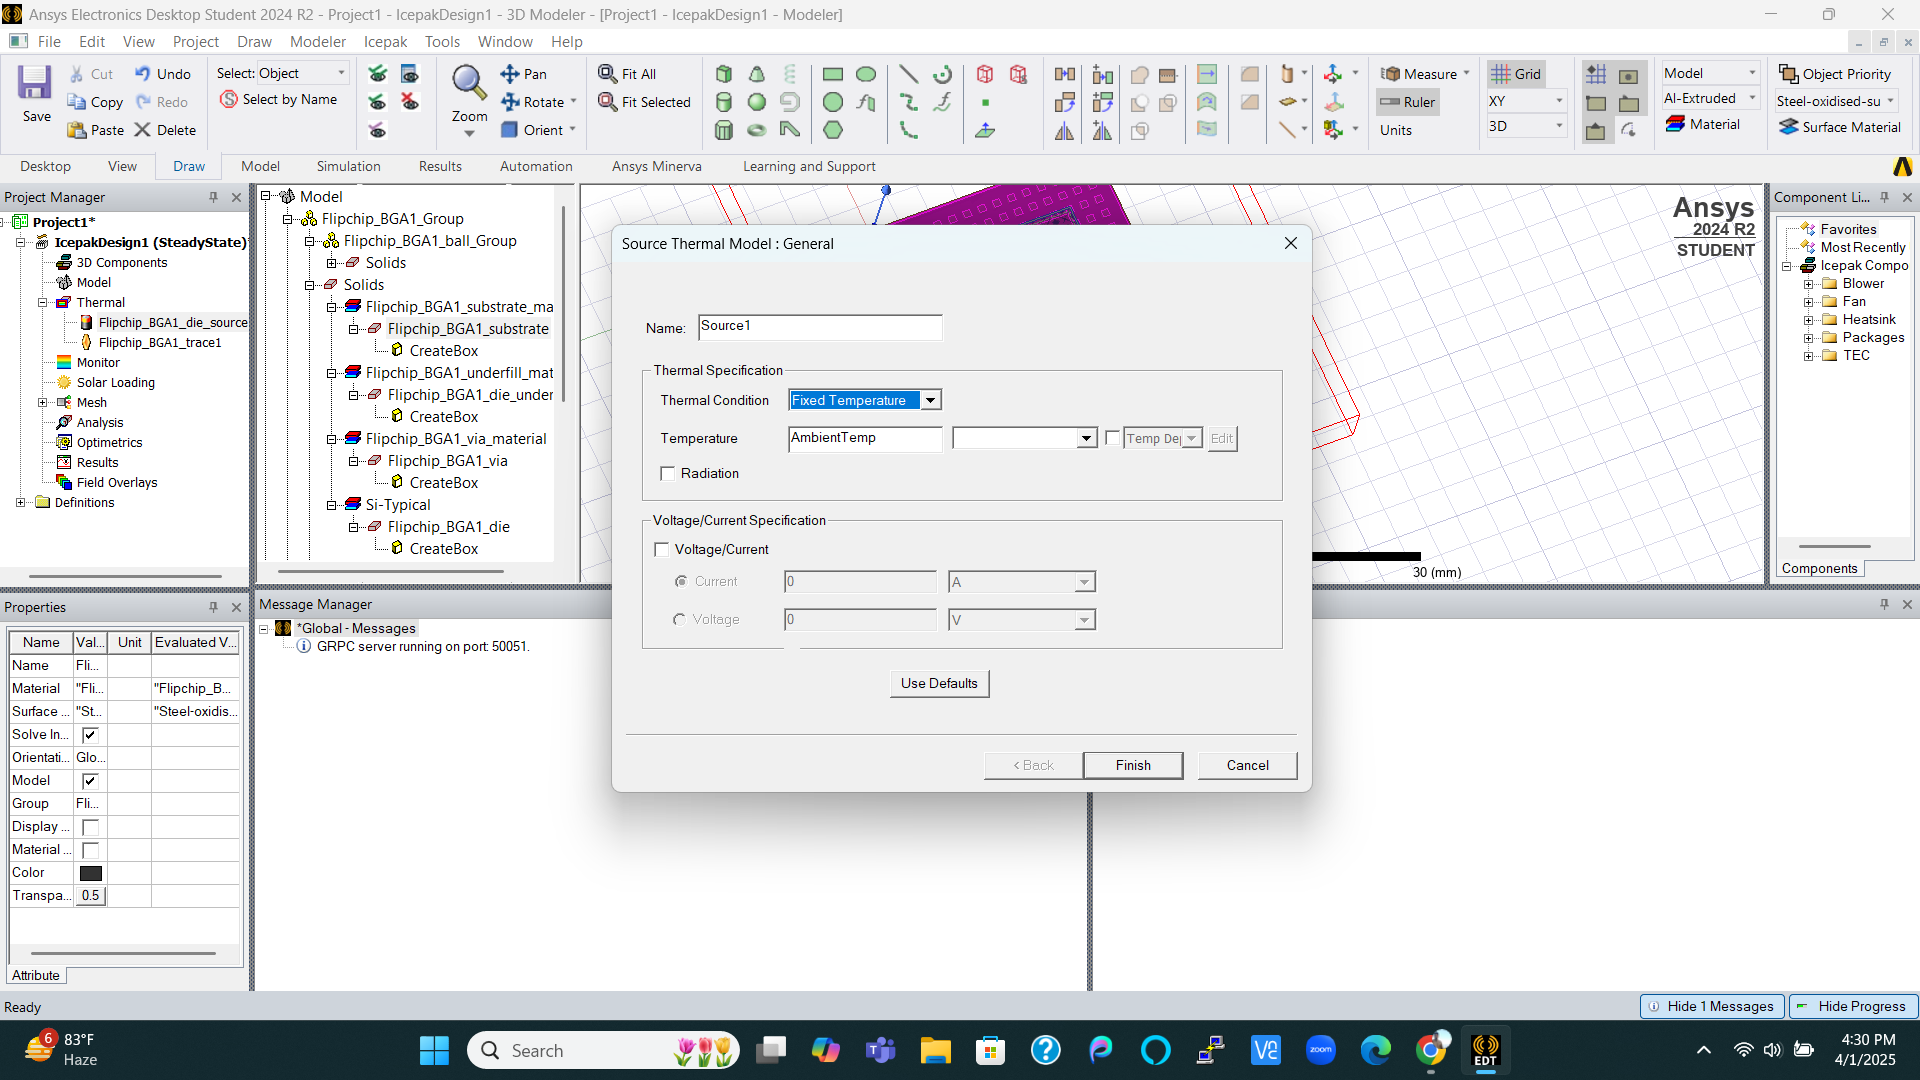 Ansys Electronics Desktop Student 2024 R2 - Project1 - IcepakDesign1 - 3D Modeler - [Project1 - IcepakDesign1 - Modeler]
File Edit View Project Draw Modeler Icepak Tools Window Help
Save Cut Copy Paste Undo Redo Delete
Select: Object
Select by Name
Zoom Pan Rotate Orient
Fit All
Fit Selected
Measure Ruler Units
Grid XY 3D
Model
Al-Extruded
Material
Object Priority
Steel-oxidised-su
Surface Material
Desktop View Draw Model Simulation Results Automation Ansys Minerva Learning and Support
Project Manager
Project1*
IcepakDesign1 (SteadyState)
3D Components
Model
Thermal
Flipchip_BGA1_die_source
Flipchip_BGA1_trace1
Monitor
Solar Loading
Mesh
Analysis
Optimetrics
Results
Field Overlays
Definitions
Model
Flipchip_BGA1_Group
Flipchip_BGA1_ball_Group
Solids
Solids
Flipchip_BGA1_substrate_ma
Flipchip_BGA1_substrate
CreateBox
Flipchip_BGA1_underfill_mat
Flipchip_BGA1_die_under
CreateBox
Flipchip_BGA1_via_material
Flipchip_BGA1_via
CreateBox
Si-Typical
Flipchip_BGA1_die
CreateBox
Ansys
2024 R2
STUDENT
30 (mm)
Source Thermal Model : General
Name: Source1
Thermal Specification
Thermal Condition Fixed Temperature
Temperature AmbientTemp Temp De Edit
Radiation
Voltage/Current Specification
Voltage/Current
Current 0 A
Voltage 0 V
Use Defaults
< Back Finish Cancel
Component Li...
Favorites
Most Recently
Icepak Compo
Blower
Fan
Heatsink
Packages
TEC
Components
Properties
Name Val... Unit Evaluated V...
Name Fli...
Material "Fli... "Flipchip_B...
Surface ... "St... "Steel-oxidis...
Solve In...
Orientati... Glo...
Model
Group Fli...
Display ...
Material ...
Color
Transpa... 0.5
Attribute
Message Manager
*Global - Messages
GRPC server running on port: 50051.
Ready
Hide 1 Messages Hide Progress
6
83°F
Haze
Search
zoom
EDT
4:30 PM
4/1/2025